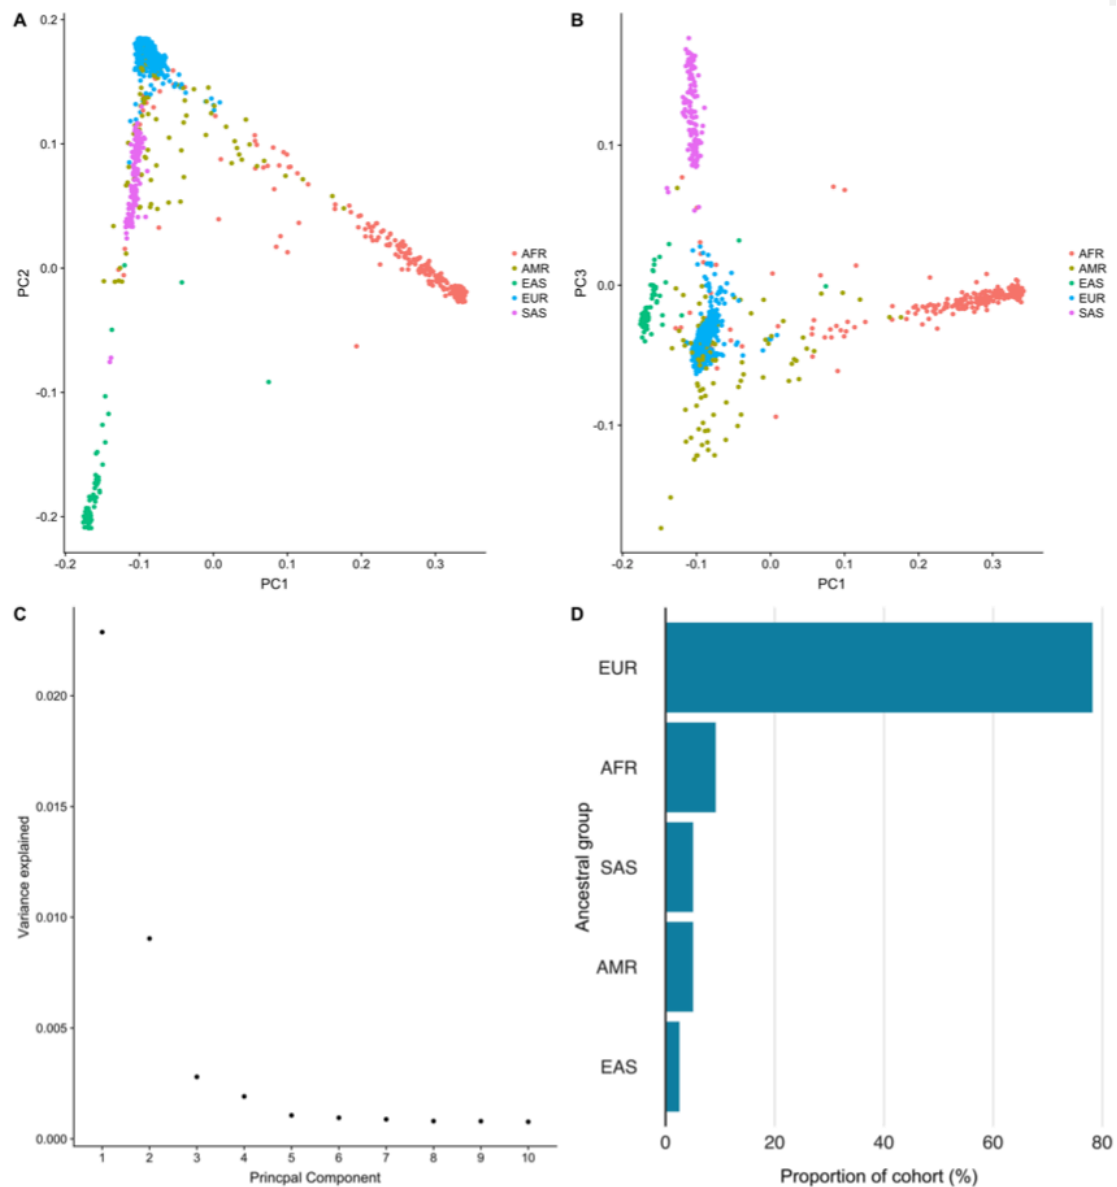 A
0.2
0.1
0.0
-0.1
-0.2
PC2
-0.2 -0.1 0.0 0.1 0.2 0.3
PC1
AFR
AMR
EAS
EUR
SAS
B
0.1
0.0
-0.1
PC3
-0.2 -0.1 0.0 0.1 0.2 0.3
PC1
AFR
AMR
EAS
EUR
SAS
C
0.020
0.015
0.010
0.005
0.000
Variance explained
1 2 3 4 5 6 7 8 9 10
Princpal Component
D
EUR
AFR
SAS
AMR
EAS
Ancestral group
0 20 40 60 80
Proportion of cohort (%)